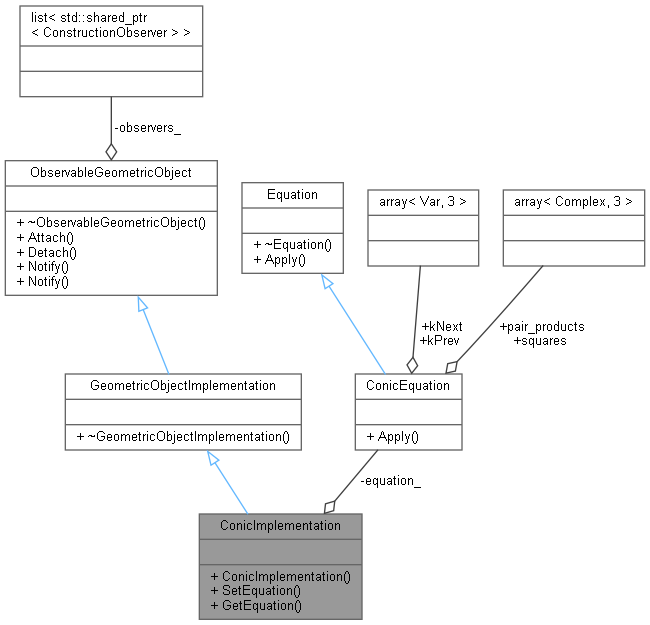 list< std::shared_ptr
< ConstructionObserver > >
-observers_
ObservableGeometricObject
+ ~ObservableGeometricObject()
+ Attach()
+ Detach()
+ Notify()
+ Notify()
Equation
+ ~Equation()
+ Apply()
array< Var, 3 >
array< Complex, 3 >
+kNext
+kPrev
+pair_products
+squares
GeometricObjectImplementation
+ ~GeometricObjectImplementation()
ConicEquation
+ Apply()
-equation_
ConicImplementation
+ ConicImplementation()
+ SetEquation()
+ GetEquation()